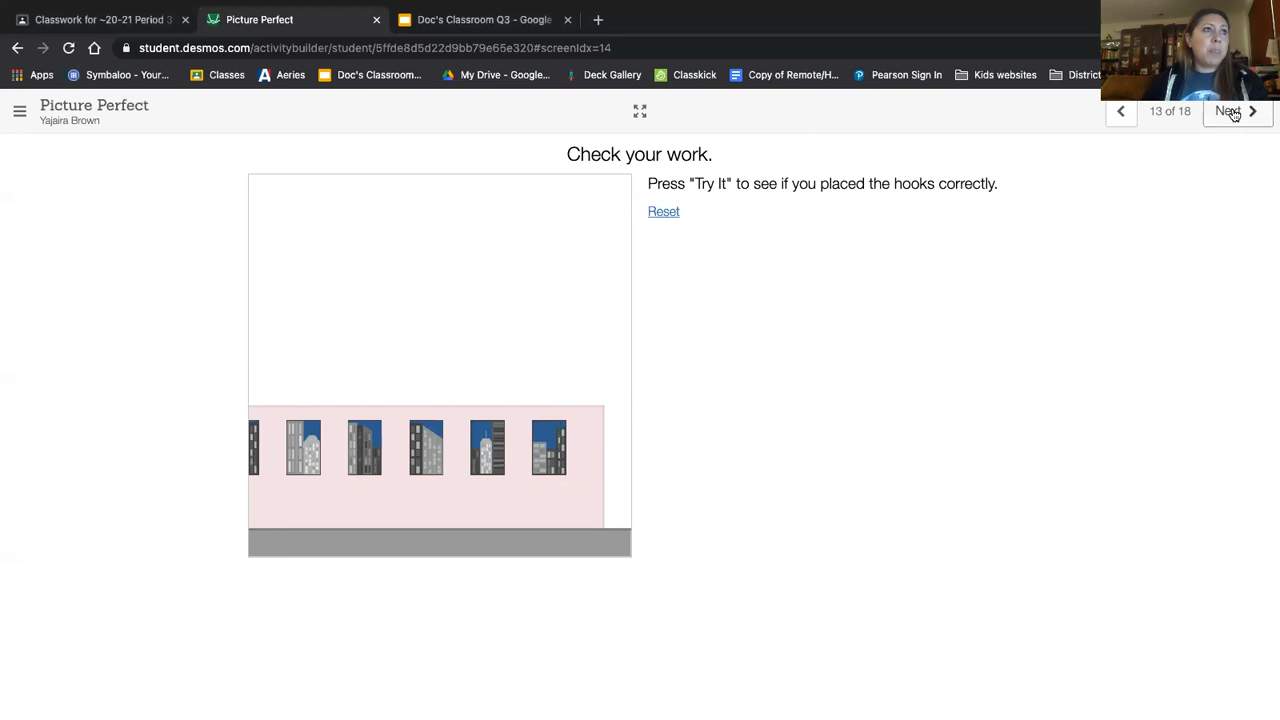 Classwork for ~20-21 Period 3
Picture Perfect
Doc's Classroom Q3 - Google
student.desmos.com/activitybuilder/student/5ffde8d5d22d9bb79e65e320#screenIdx=14
Apps
Symbaloo - Your...
Classes
Aeries
Doc's Classroom...
My Drive - Google...
Deck Gallery
Classkick
Copy of Remote/H...
Pearson Sign In
Kids websites
District
Picture Perfect
Yajaira Brown
13 of 18
Next
Check your work.
Press "Try It" to see if you placed the hooks correctly.
Reset